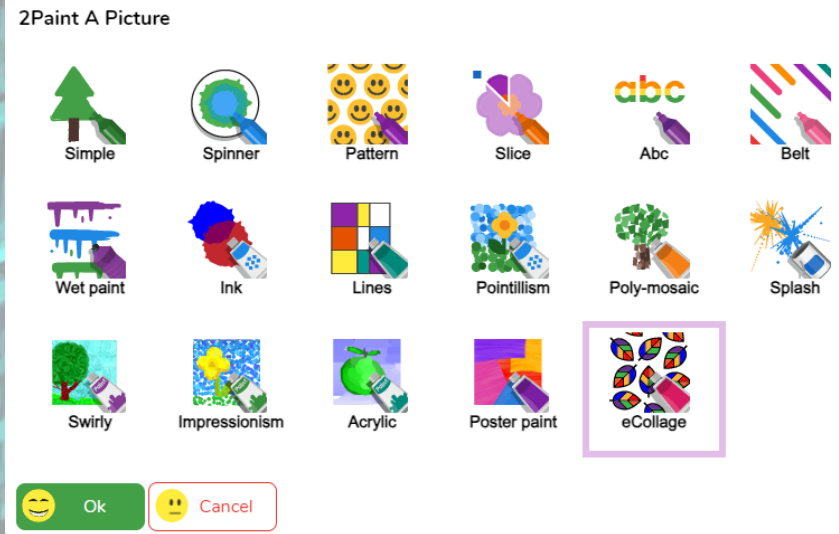 2Paint A Picture
abc
Simple Spinner Pattern Slice Abc Belt
Wet paint Ink Lines Pointillism Poly-mosaic Splash
Swirly Impressionism Acrylic Poster paint eCollage
Ok Cancel